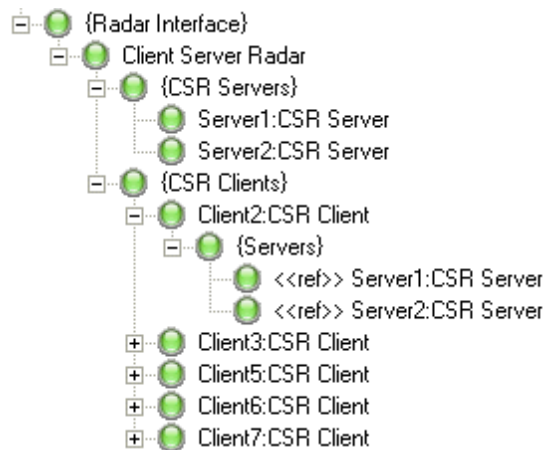 {Radar Interface}
Client Server Radar
{CSR Servers}
Server1:CSR Server
Server2:CSR Server
{CSR Clients}
Client2:CSR Client
{Servers}
<<ref>> Server1:CSR Server
<<ref>> Server2:CSR Server
Client3:CSR Client
Client5:CSR Client
Client6:CSR Client
Client7:CSR Client